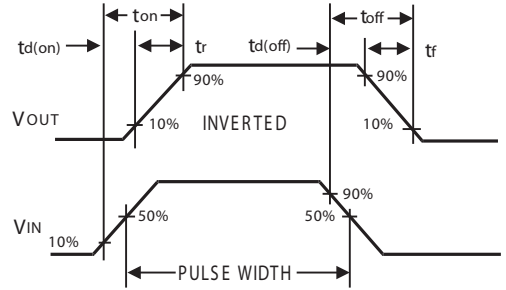 ton toff
td(on) tr td(off) tf
90% 90%
VOUT 10% INVERTED 10%
90%
50% 50%
VIN 10%
PULSE WIDTH